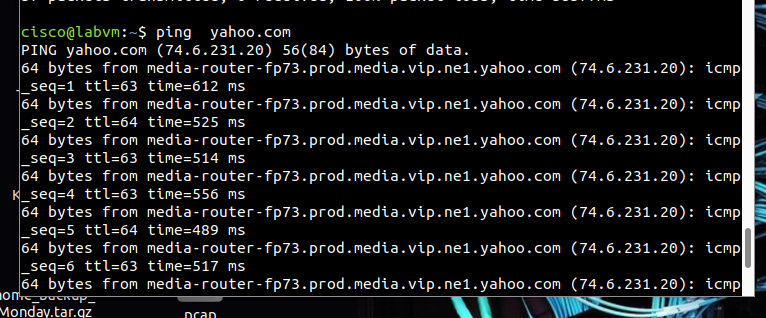 cisco@labvm:~$ ping  yahoo.com
PING yahoo.com (74.6.231.20) 56(84) bytes of data.
64 bytes from media-router-fp73.prod.media.vip.ne1.yahoo.com (74.6.231.20): icmp
_seq=1 ttl=63 time=612 ms
64 bytes from media-router-fp73.prod.media.vip.ne1.yahoo.com (74.6.231.20): icmp
_seq=2 ttl=64 time=525 ms
64 bytes from media-router-fp73.prod.media.vip.ne1.yahoo.com (74.6.231.20): icmp
_seq=3 ttl=63 time=514 ms
64 bytes from media-router-fp73.prod.media.vip.ne1.yahoo.com (74.6.231.20): icmp
_seq=4 ttl=63 time=556 ms
64 bytes from media-router-fp73.prod.media.vip.ne1.yahoo.com (74.6.231.20): icmp
_seq=5 ttl=64 time=489 ms
64 bytes from media-router-fp73.prod.media.vip.ne1.yahoo.com (74.6.231.20): icmp
_seq=6 ttl=63 time=517 ms
64 bytes from media-router-fp73.prod.media.vip.ne1.yahoo.com (74.6.231.20): icmp
Monday.tar.gz
pcap